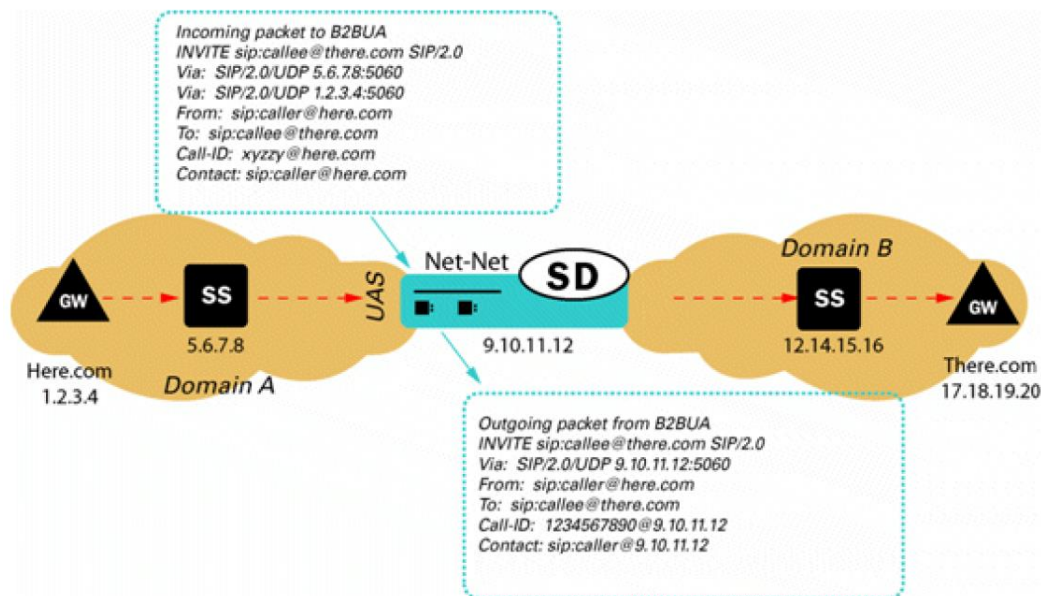 Incoming packet to B2BUA
INVITE sip:callee@there.com SIP/2.0
Via: SIP/2.0/UDP 5.6.7.8:5060
Via: SIP/2.0/UDP 1.2.3.4:5060
From: sip:caller@here.com
To: sip:callee@there.com
Call-ID: xyzzy@here.com
Contact: sip:caller@here.com
GW
Here.com
1.2.3.4
SS
5.6.7.8
Domain A
UAS
Net-Net
SD
9.10.11.12
Domain B
SS
12.14.15.16
GW
There.com
17.18.19.20
Outgoing packet from B2BUA
INVITE sip:callee@there.com SIP/2.0
Via: SIP/2.0/UDP 9.10.11.12:5060
From: sip:caller@here.com
To: sip:callee@there.com
Call-ID: 1234567890@9.10.11.12
Contact: sip:caller@9.10.11.12